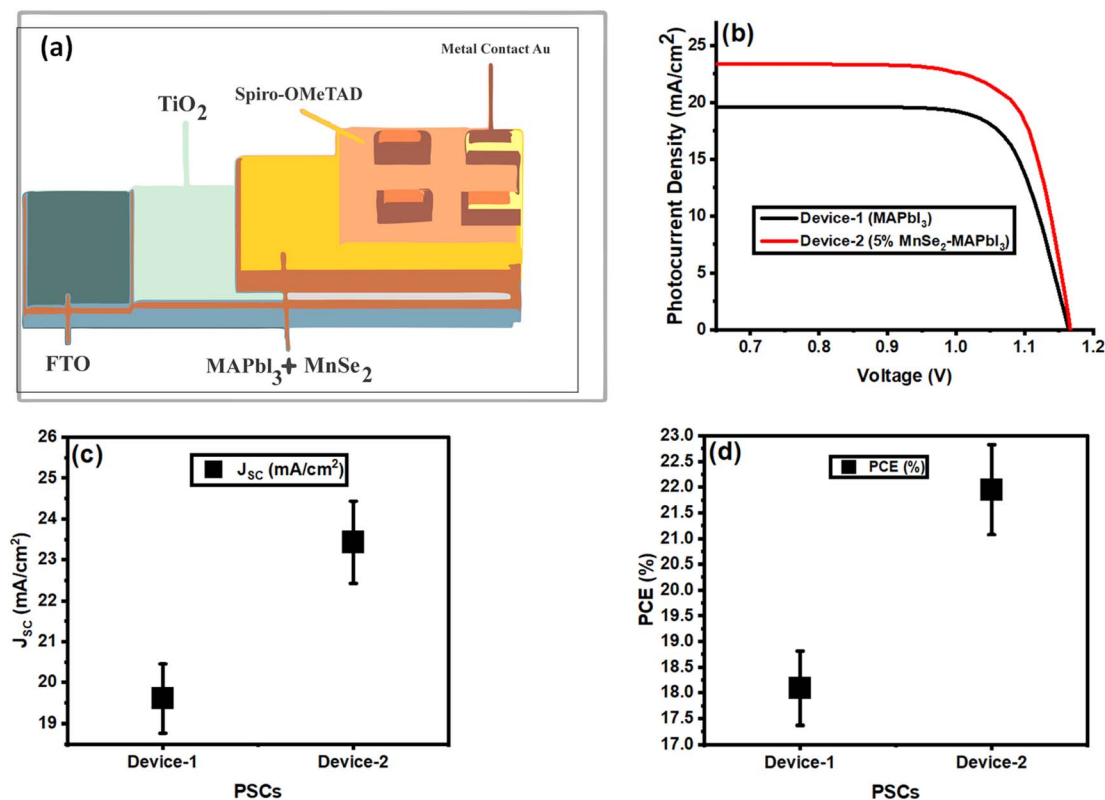 (a)
Metal Contact Au
Spiro-OMeTAD
TiO2
FTO
MAPbI3+ MnSe2
(b)
Photocurrent Density (mA/cm2)
25
20
15
10
5
0
Device-1 (MAPbI3)
Device-2 (5% MnSe2-MAPbI3)
0.7 0.8 0.9 1.0 1.1 1.2
Voltage (V)
(c)
JSC (mA/cm2)
JSC (mA/cm2)
26
25
24
23
22
21
20
19
Device-1 Device-2
PSCs
(d)
PCE (%)
PCE (%)
23.0
22.5
22.0
21.5
21.0
20.5
20.0
19.5
19.0
18.5
18.0
17.5
17.0
Device-1 Device-2
PSCs